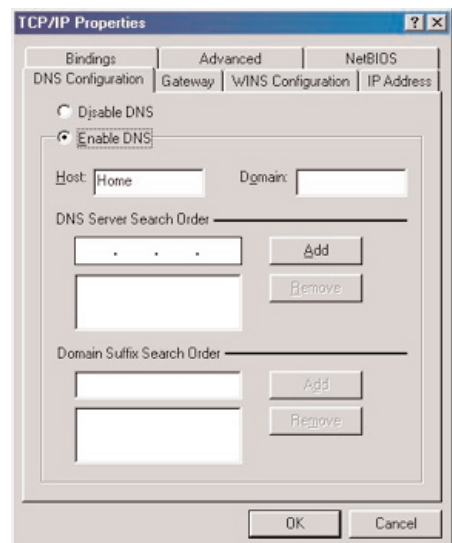 TCP/IP Properties
Bindings Advanced NetBIOS
DNS Configuration Gateway WINS Configuration IP Address
Disable DNS
Enable DNS
Host: Home Domain:
DNS Server Search Order
. . .
Add
Remove
Domain Suffix Search Order
Add
Remove
OK Cancel